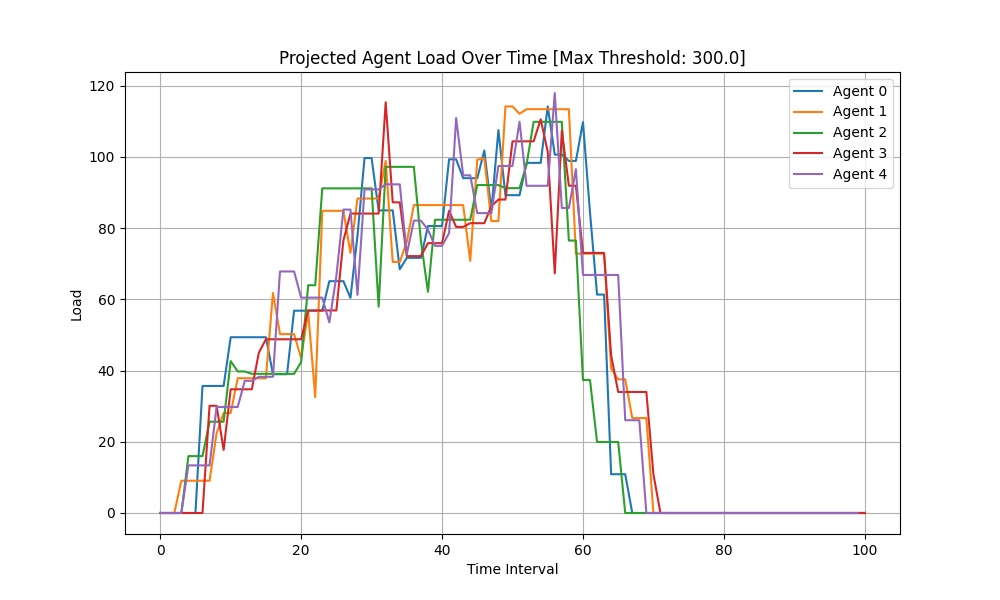 Projected Agent Load Over Time [Max Threshold: 300.0]
120
100
80
60
40
20
0
Load
Agent 0
Agent 1
Agent 2
Agent 3
Agent 4
0 20 40 60 80 100
Time Interval